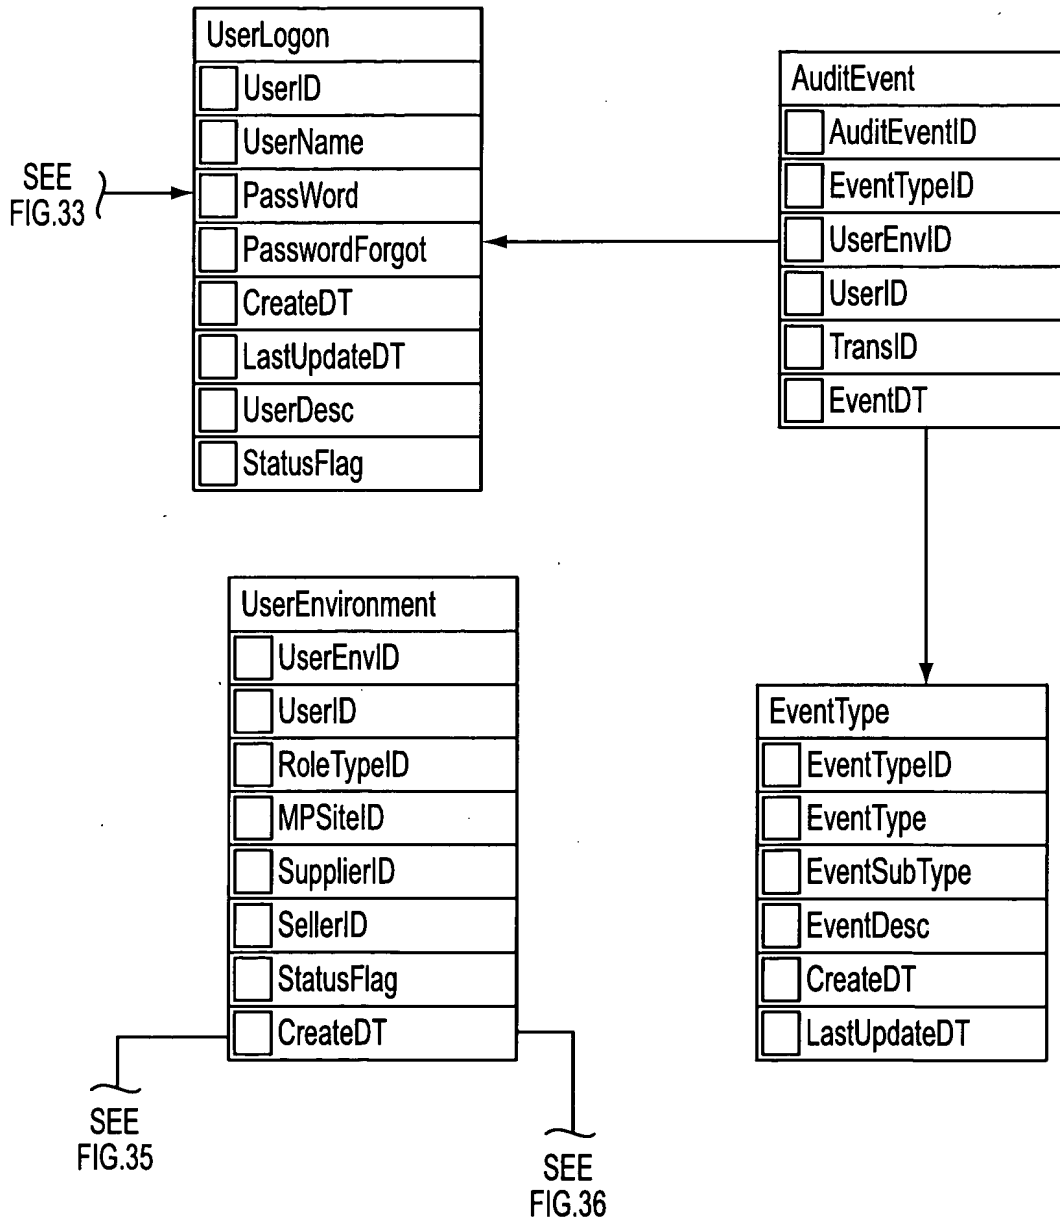 UserLogon
UserID
UserName
PassWord
PasswordForgot
CreateDT
LastUpdateDT
UserDesc
StatusFlag
SEE
FIG.33
AuditEvent
AuditEventID
EventTypeID
UserEnvID
UserID
TransID
EventDT
UserEnvironment
UserEnvID
UserID
RoleTypeID
MPSiteID
SupplierID
SellerID
StatusFlag
CreateDT
EventType
EventTypeID
EventType
EventSubType
EventDesc
CreateDT
LastUpdateDT
SEE
FIG.35
SEE
FIG.36